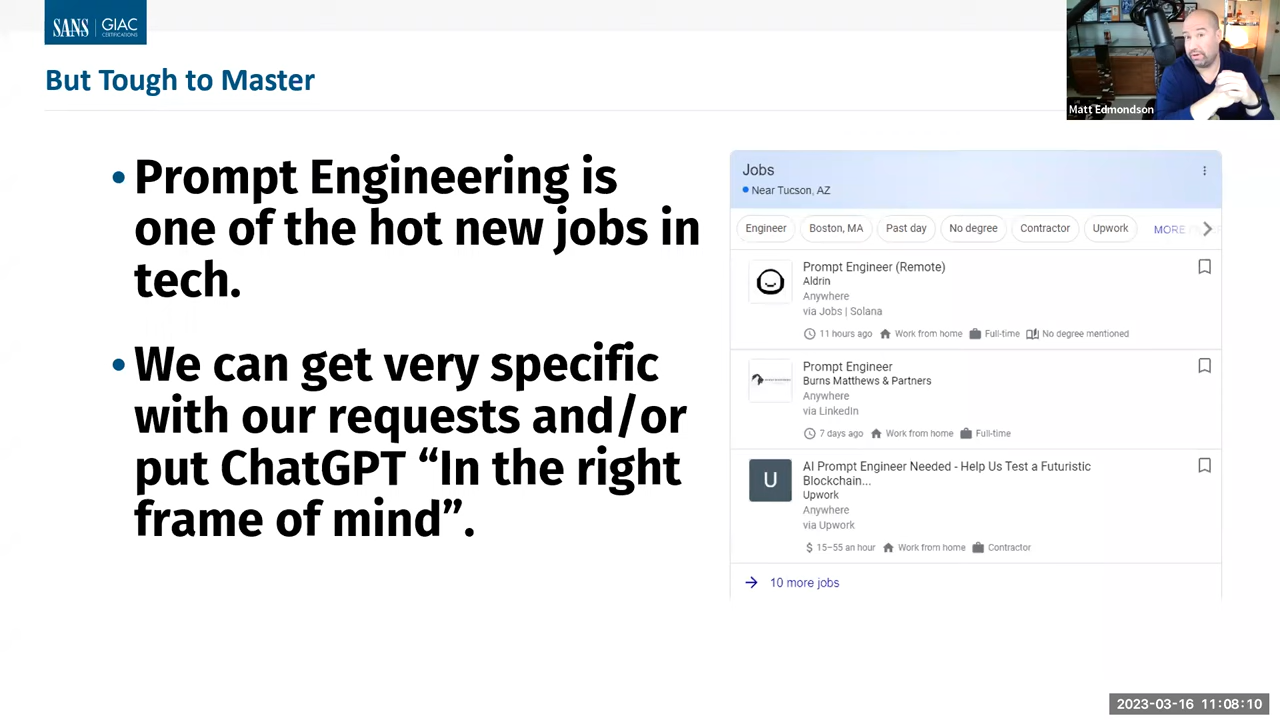 SANS | GIAC
CERTIFICATIONS
But Tough to Master
Matt Edmondson
• Prompt Engineering is
one of the hot new jobs in
tech.
• We can get very specific
with our requests and/or
put ChatGPT “In the right
frame of mind”.
Jobs
Near Tucson, AZ
Engineer
Boston, MA
Past day
No degree
Contractor
Upwork
MORE
Prompt Engineer (Remote)
Aldrin
Anywhere
via Jobs | Solana
11 hours ago Work from home Full-time No degree mentioned
Prompt Engineer
Burns Matthews & Partners
Anywhere
via LinkedIn
7 days ago Work from home Full-time
U
AI Prompt Engineer Needed - Help Us Test a Futuristic
Blockchain...
Upwork
Anywhere
via Upwork
$ 15–55 an hour Work from home Contractor
10 more jobs
2023-03-16 11:08:10